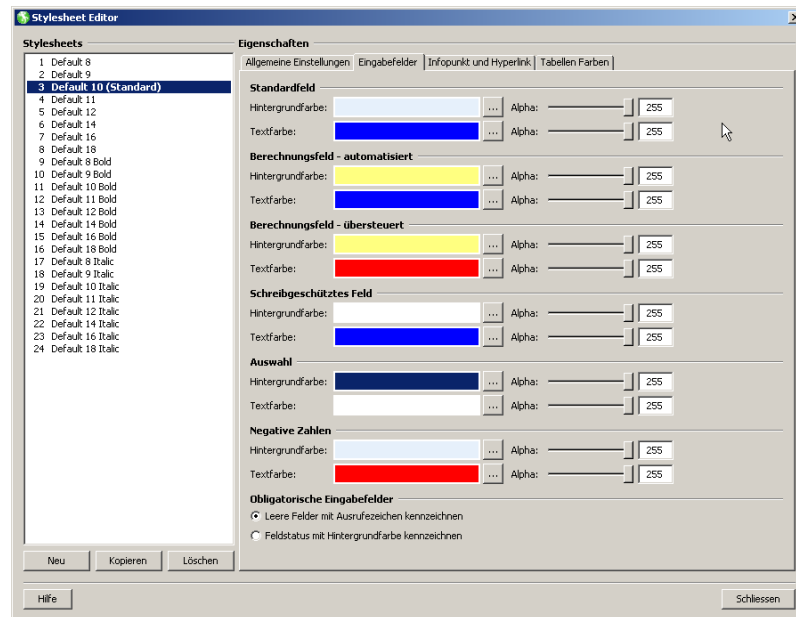 Stylesheet Editor
Stylesheets
1 Default 8
2 Default 9
3 Default 10 (Standard)
4 Default 11
5 Default 12
6 Default 14
7 Default 16
8 Default 18
9 Default 8 Bold
10 Default 9 Bold
11 Default 10 Bold
12 Default 11 Bold
13 Default 12 Bold
14 Default 14 Bold
15 Default 16 Bold
16 Default 18 Bold
17 Default 8 Italic
18 Default 9 Italic
19 Default 10 Italic
20 Default 11 Italic
21 Default 12 Italic
22 Default 14 Italic
23 Default 16 Italic
24 Default 18 Italic
Neu Kopieren Löschen
Eigenschaften
Allgemeine Einstellungen Eingabefelder Infopunkt und Hyperlink Tabellen Farben
Standardfeld
Hintergrundfarbe: ... Alpha: 255
Textfarbe: ... Alpha: 255
Berechnungsfeld - automatisiert
Hintergrundfarbe: ... Alpha: 255
Textfarbe: ... Alpha: 255
Berechnungsfeld - übersteuert
Hintergrundfarbe: ... Alpha: 255
Textfarbe: ... Alpha: 255
Schreibgeschütztes Feld
Hintergrundfarbe: ... Alpha: 255
Textfarbe: ... Alpha: 255
Auswahl
Hintergrundfarbe: ... Alpha: 255
Textfarbe: ... Alpha: 255
Negative Zahlen
Hintergrundfarbe: ... Alpha: 255
Textfarbe: ... Alpha: 255
Obligatorische Eingabefelder
Leere Felder mit Ausrufezeichen kennzeichnen
Feldstatus mit Hintergrundfarbe kennzeichnen
Hilfe Schliessen